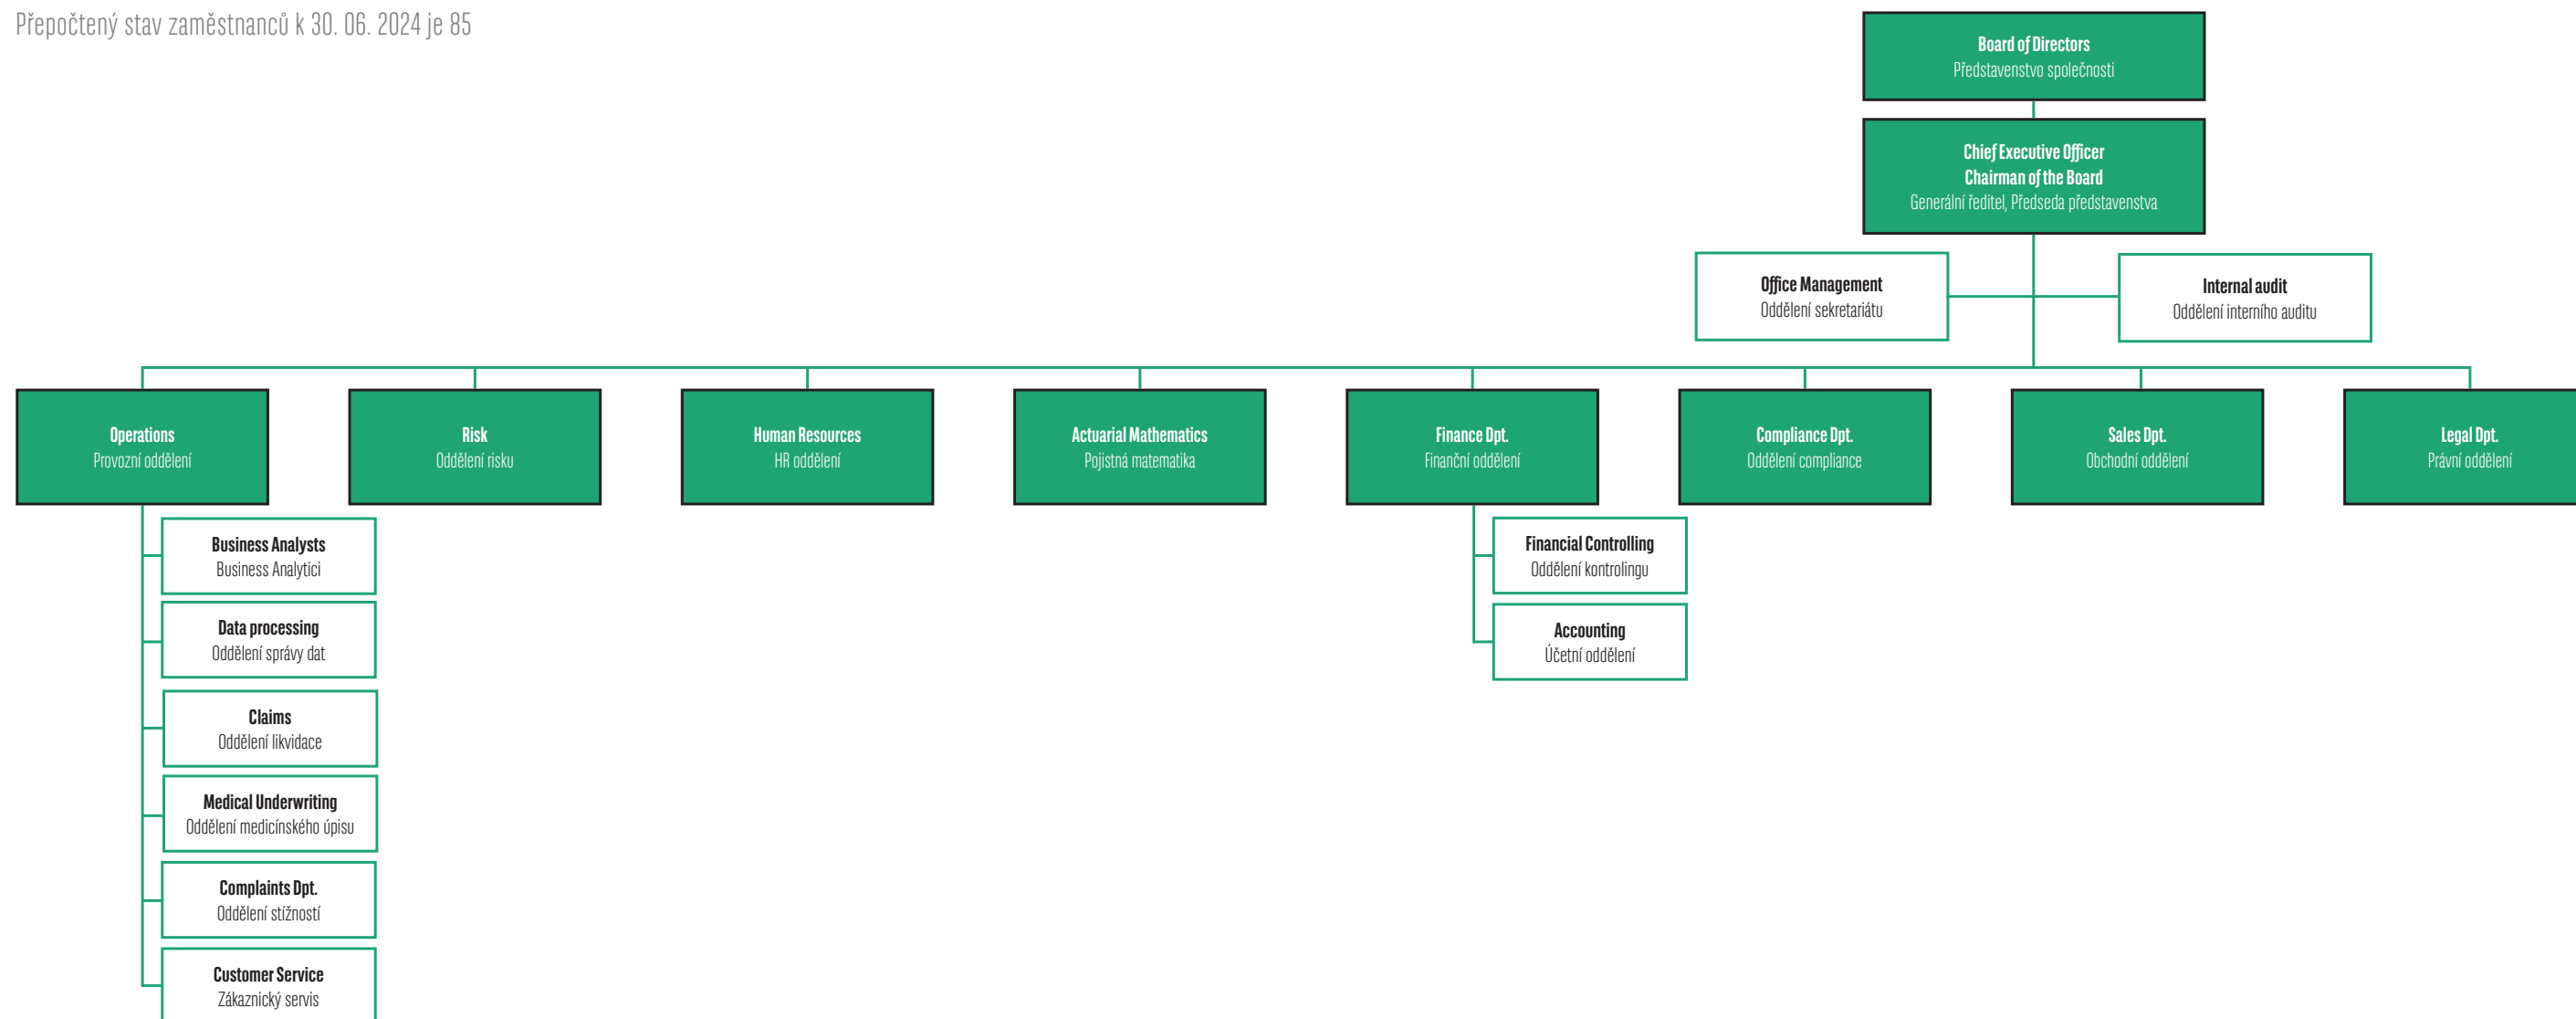 Přepočtený stav zaměstnanců k 30. 06. 2024 je 85
Board of Directors
Představenstvo společnosti
Chief Executive Officer
Chairman of the Board
Generální ředitel, Předseda představenstva
Office Management
Oddělení sekretariátu
Internal audit
Oddělení interního auditu
Operations
Provozní oddělení
Risk
Oddělení risku
Human Resources
HR oddělení
Actuarial Mathematics
Pojistná matematika
Finance Dpt.
Finanční oddělení
Compliance Dpt.
Oddělení compliance
Sales Dpt.
Obchodní oddělení
Legal Dpt.
Právní oddělení
Business Analysts
Business Analytici
Data processing
Oddělení správy dat
Claims
Oddělení likvidace
Medical Underwriting
Oddělení medicínského úpisu
Complaints Dpt.
Oddělení stížností
Customer Service
Zákaznický servis
Financial Controlling
Oddělení kontrolingu
Accounting
Účetní oddělení